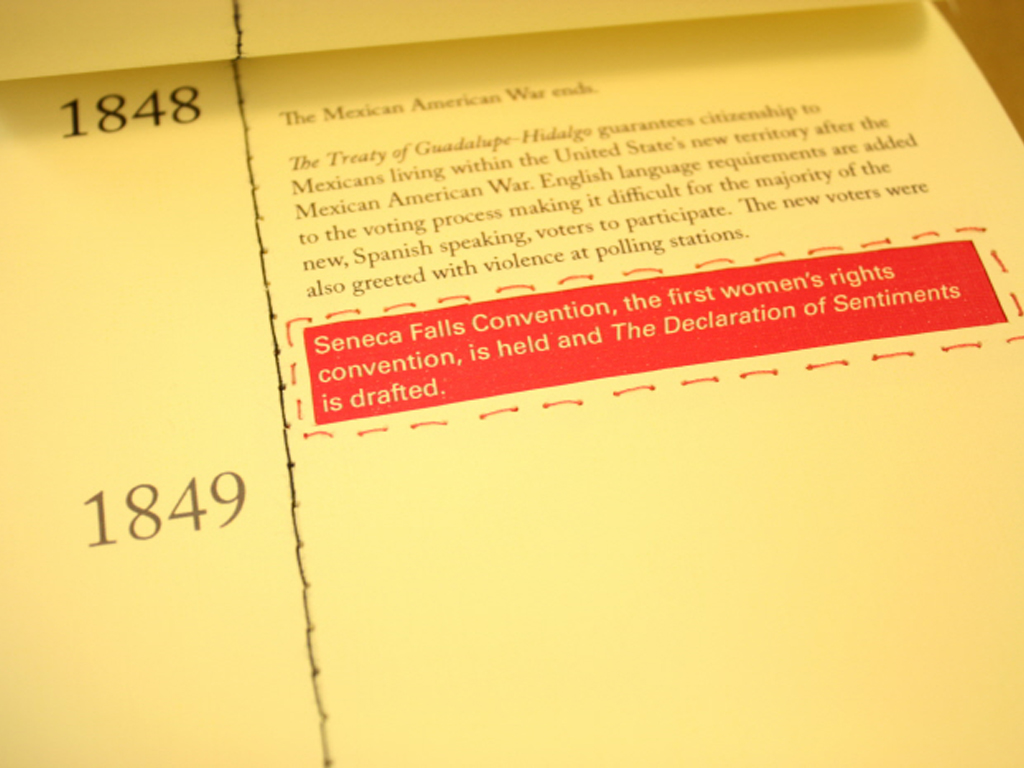 1848
The Mexican American War ends.
The Treaty of Guadalupe-Hidalgo guarantees citizenship to
Mexicans living within the United State's new territory after the
Mexican American War. English language requirements are added
to the voting process making it difficult for the majority of the
new, Spanish speaking, voters to participate. The new voters were
also greeted with violence at polling stations.
Seneca Falls Convention, the first women's rights
convention, is held and The Declaration of Sentiments
is drafted.
1849